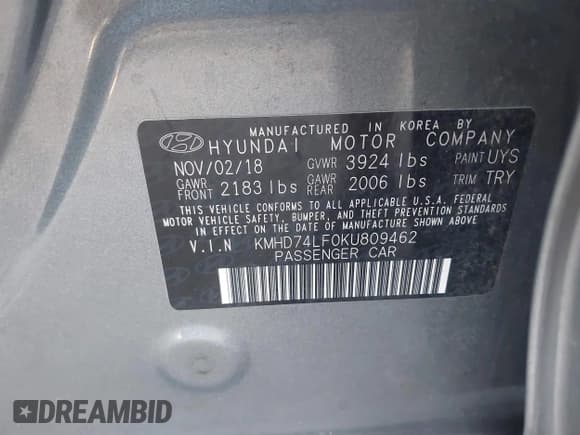 MANUFACTURED IN KOREA BY
HYUNDAI MOTOR COMPANY
NOV/02/18 GVWR 3924 lbs PAINT UYS
GAWR FRONT 2183 lbs GAWR REAR 2006 lbs TRIM TRY
THIS VEHICLE CONFORMS TO ALL APPLICABLE U.S.A. FEDERAL
MOTOR VEHICLE SAFETY, BUMPER, AND THEFT PREVENTION STANDARDS
IN EFFECT ON THE DATE OF MANUFACTURE SHOWN ABOVE
V.I.N KMHD74LF0KU809462
PASSENGER CAR
DREAMBID